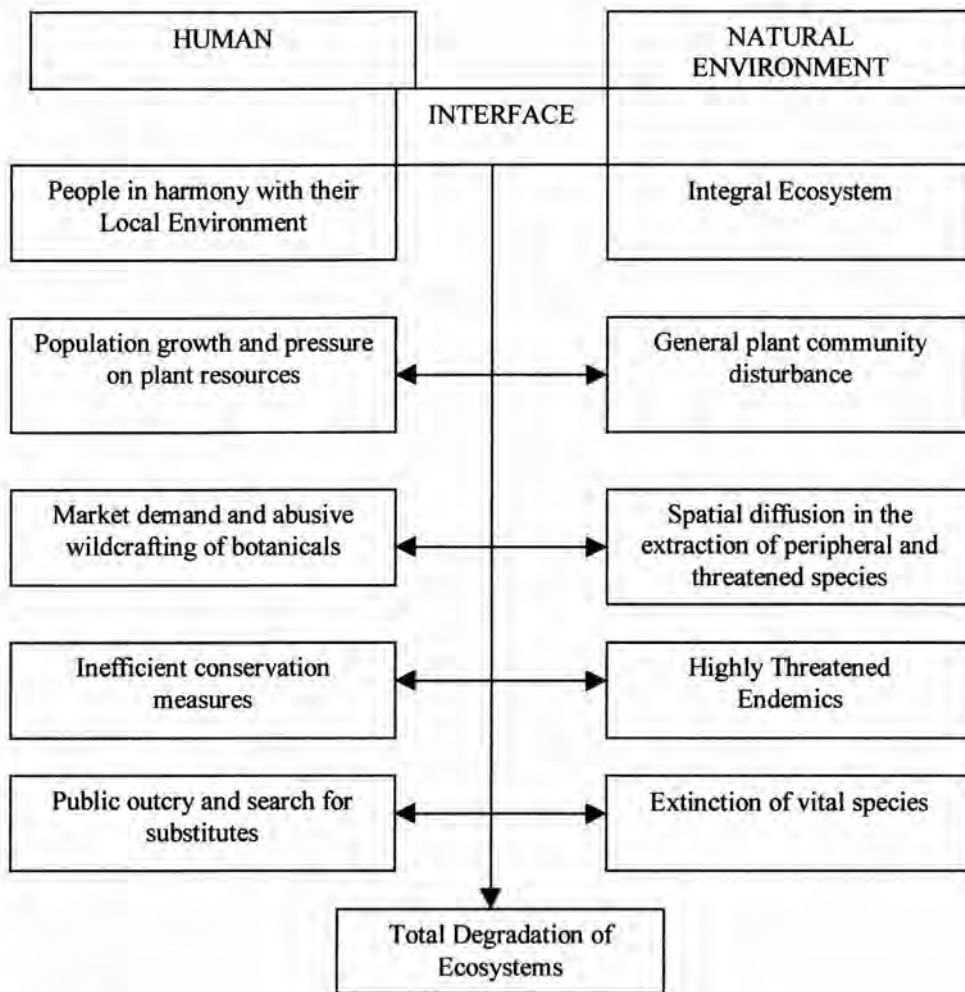 HUMAN
NATURAL
ENVIRONMENT
INTERFACE
People in harmony with their
Local Environment
Integral Ecosystem
Population growth and pressure
on plant resources
General plant community
disturbance
Market demand and abusive
wildcrafting of botanicals
Spatial diffusion in the
extraction of peripheral and
threatened species
Inefficient conservation
measures
Highly Threatened
Endemics
Public outcry and search for
substitutes
Extinction of vital species
Total Degradation of
Ecosystems